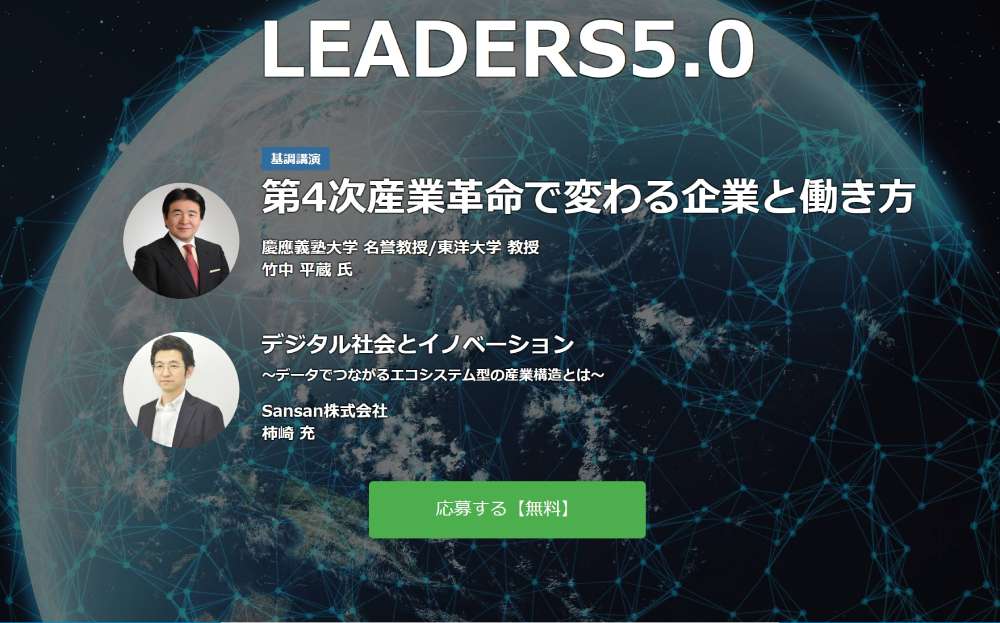 LEADERS5.0
基調講演
第4次産業革命で変わる企業と働き方
慶應義塾大学 名誉教授/東洋大学 教授
竹中 平蔵 氏
デジタル社会とイノベーション
～データでつながるエコシステム型の産業構造とは～
Sansan株式会社
柿崎 充
応募する【無料】